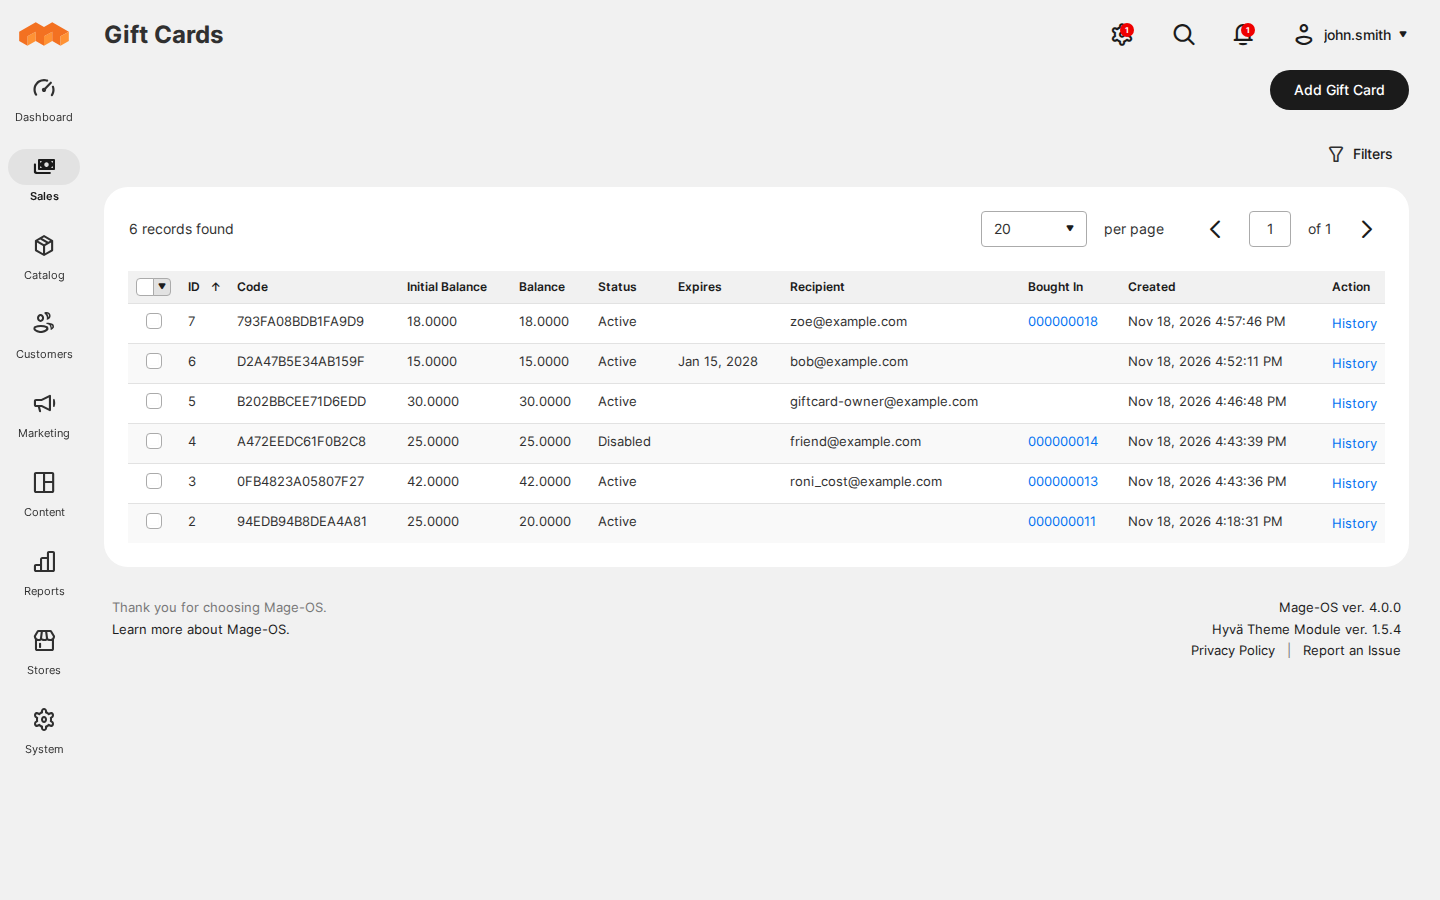 Gift Cards
1
1
john.smith
Add Gift Card
Dashboard
Sales
Catalog
Customers
Marketing
Content
Reports
Stores
System
Filters
6 records found
20
per page
1
of 1
ID Code Initial Balance Balance Status Expires Recipient Bought In Created Action
7 793FA08BDB1FA9D9 18.0000 18.0000 Active zoe@example.com 000000018 Nov 18, 2026 4:57:46 PM History
6 D2A47B5E34AB159F 15.0000 15.0000 Active Jan 15, 2028 bob@example.com Nov 18, 2026 4:52:11 PM History
5 B202BBCEE71D6EDD 30.0000 30.0000 Active giftcard-owner@example.com Nov 18, 2026 4:46:48 PM History
4 A472EEDC61F0B2C8 25.0000 25.0000 Disabled friend@example.com 000000014 Nov 18, 2026 4:43:39 PM History
3 0FB4823A05807F27 42.0000 42.0000 Active roni_cost@example.com 000000013 Nov 18, 2026 4:43:36 PM History
2 94EDB94B8DEA4A81 25.0000 20.0000 Active 000000011 Nov 18, 2026 4:18:31 PM History
Thank you for choosing Mage-OS.
Learn more about Mage-OS.
Mage-OS ver. 4.0.0
Hyvä Theme Module ver. 1.5.4
Privacy Policy | Report an Issue